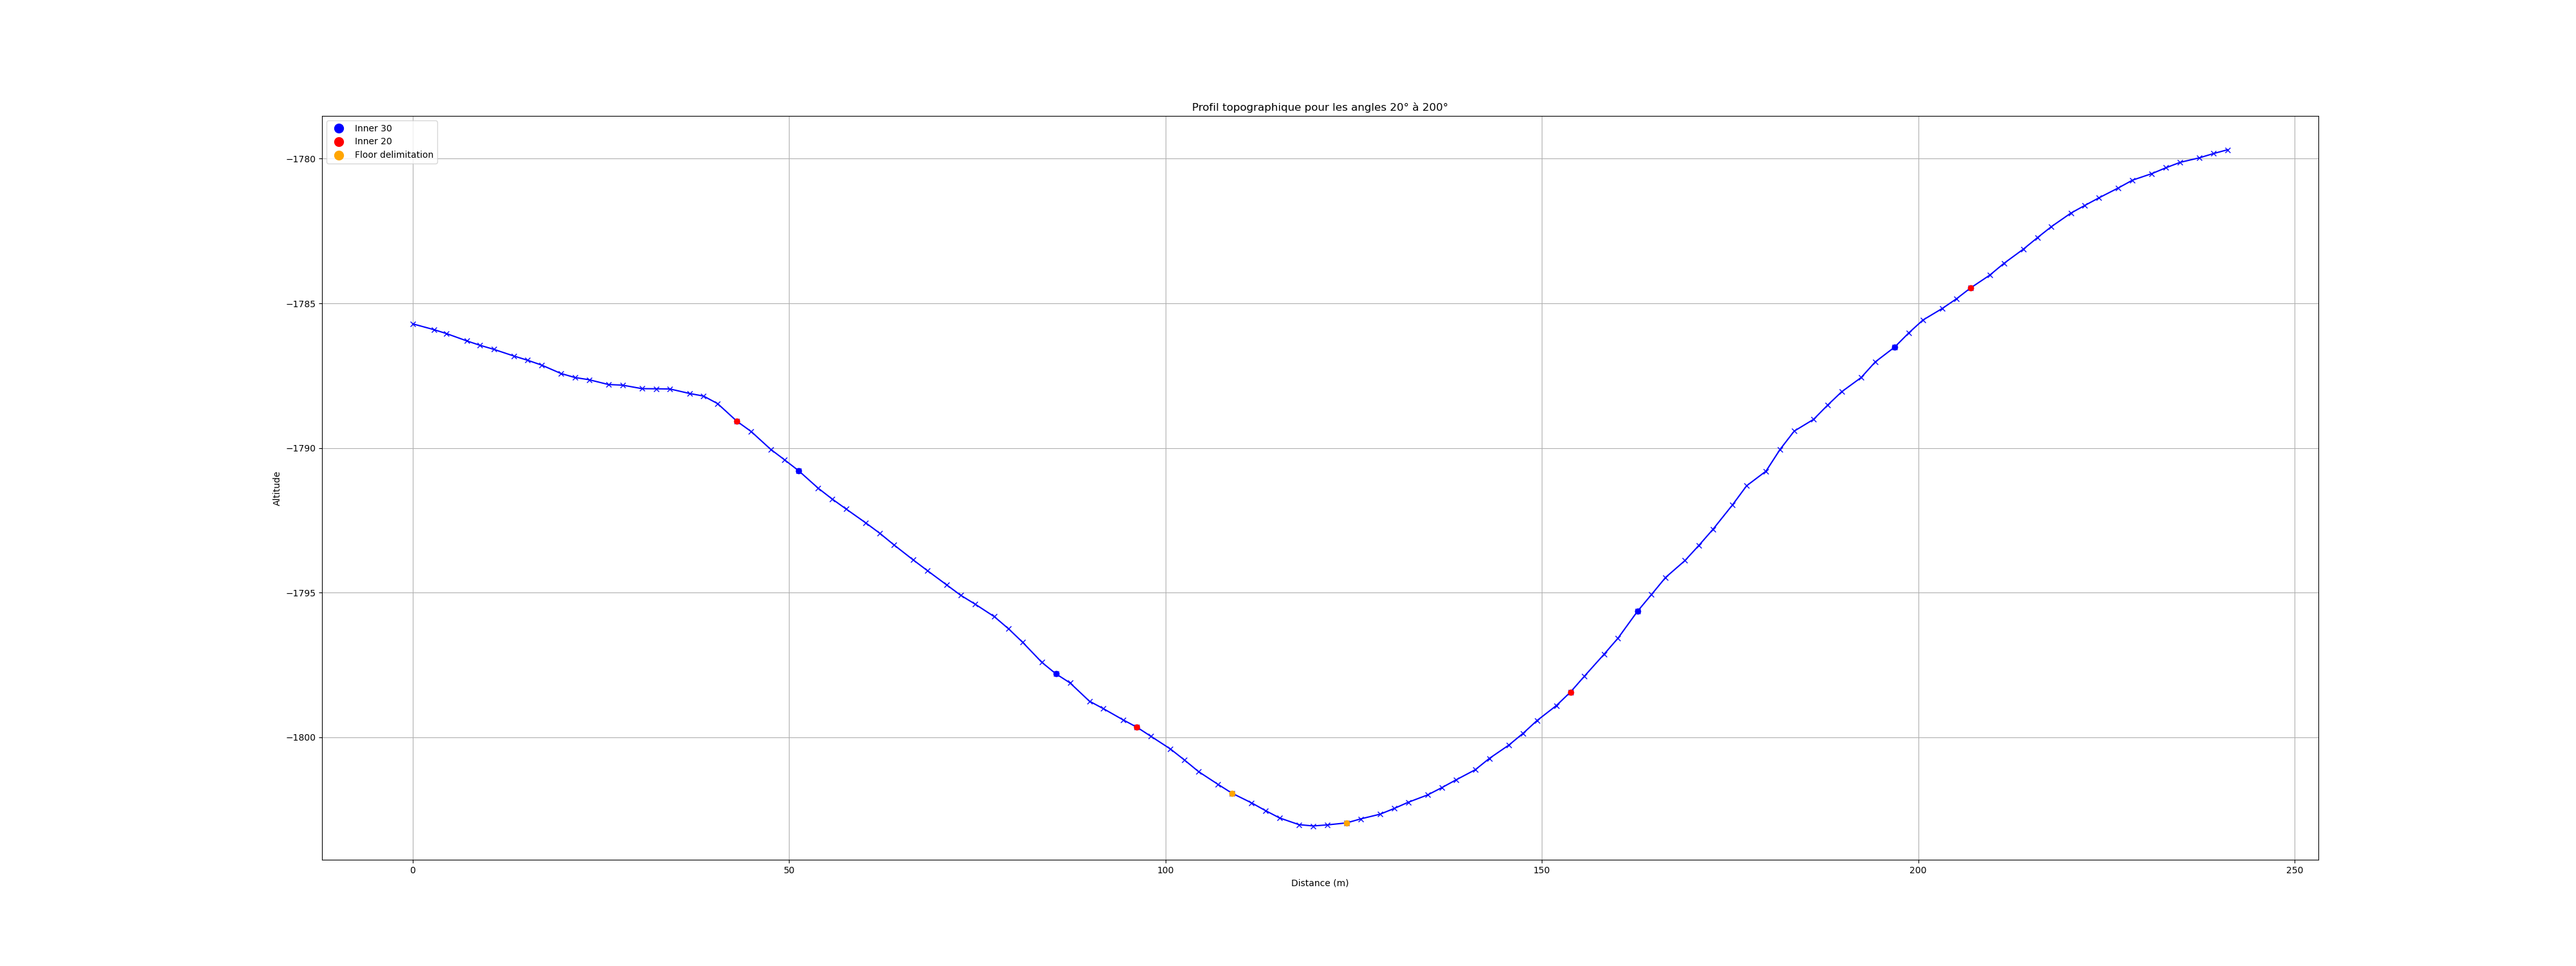 Profil topographique pour les angles 20° à 200°
Inner 30
Inner 20
Floor delimitation
−1780
−1785
−1790
−1795
−1800
Altitude
0
50
100
150
200
250
Distance (m)